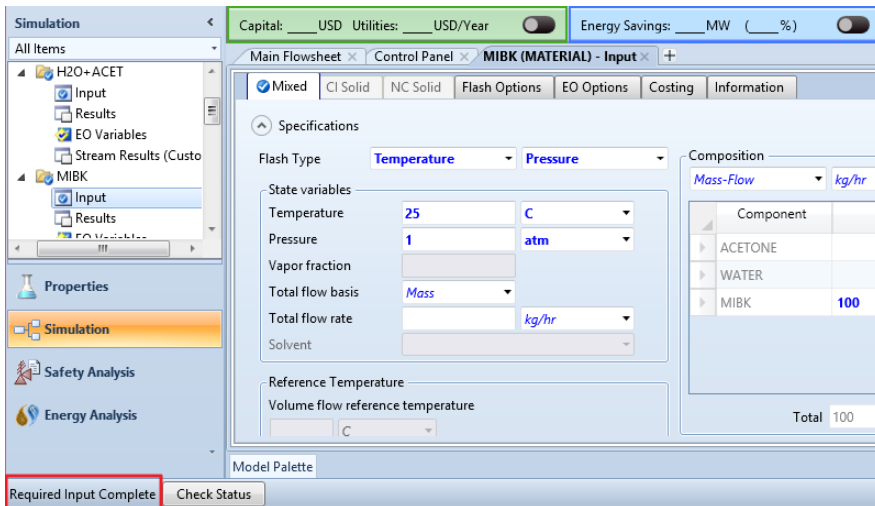 Simulation
All Items
H2O+ACET
Input
Results
EO Variables
Stream Results (Custo
MIBK
Input
Results
EO Variables
Properties
Simulation
Safety Analysis
Energy Analysis
Capital: ____USD Utilities: ____USD/Year
Energy Savings: ____MW (____%)
Main Flowsheet
Control Panel
MIBK (MATERIAL) - Input
Mixed CI Solid NC Solid Flash Options EO Options Costing Information
Specifications
Flash Type Temperature Pressure
State variables
Temperature 25 C
Pressure 1 atm
Vapor fraction
Total flow basis Mass
Total flow rate kg/hr
Solvent
Reference Temperature
Volume flow reference temperature
C
Composition
Mass-Flow kg/hr
Component
ACETONE
WATER
MIBK 100
Total 100
Model Palette
Required Input Complete Check Status